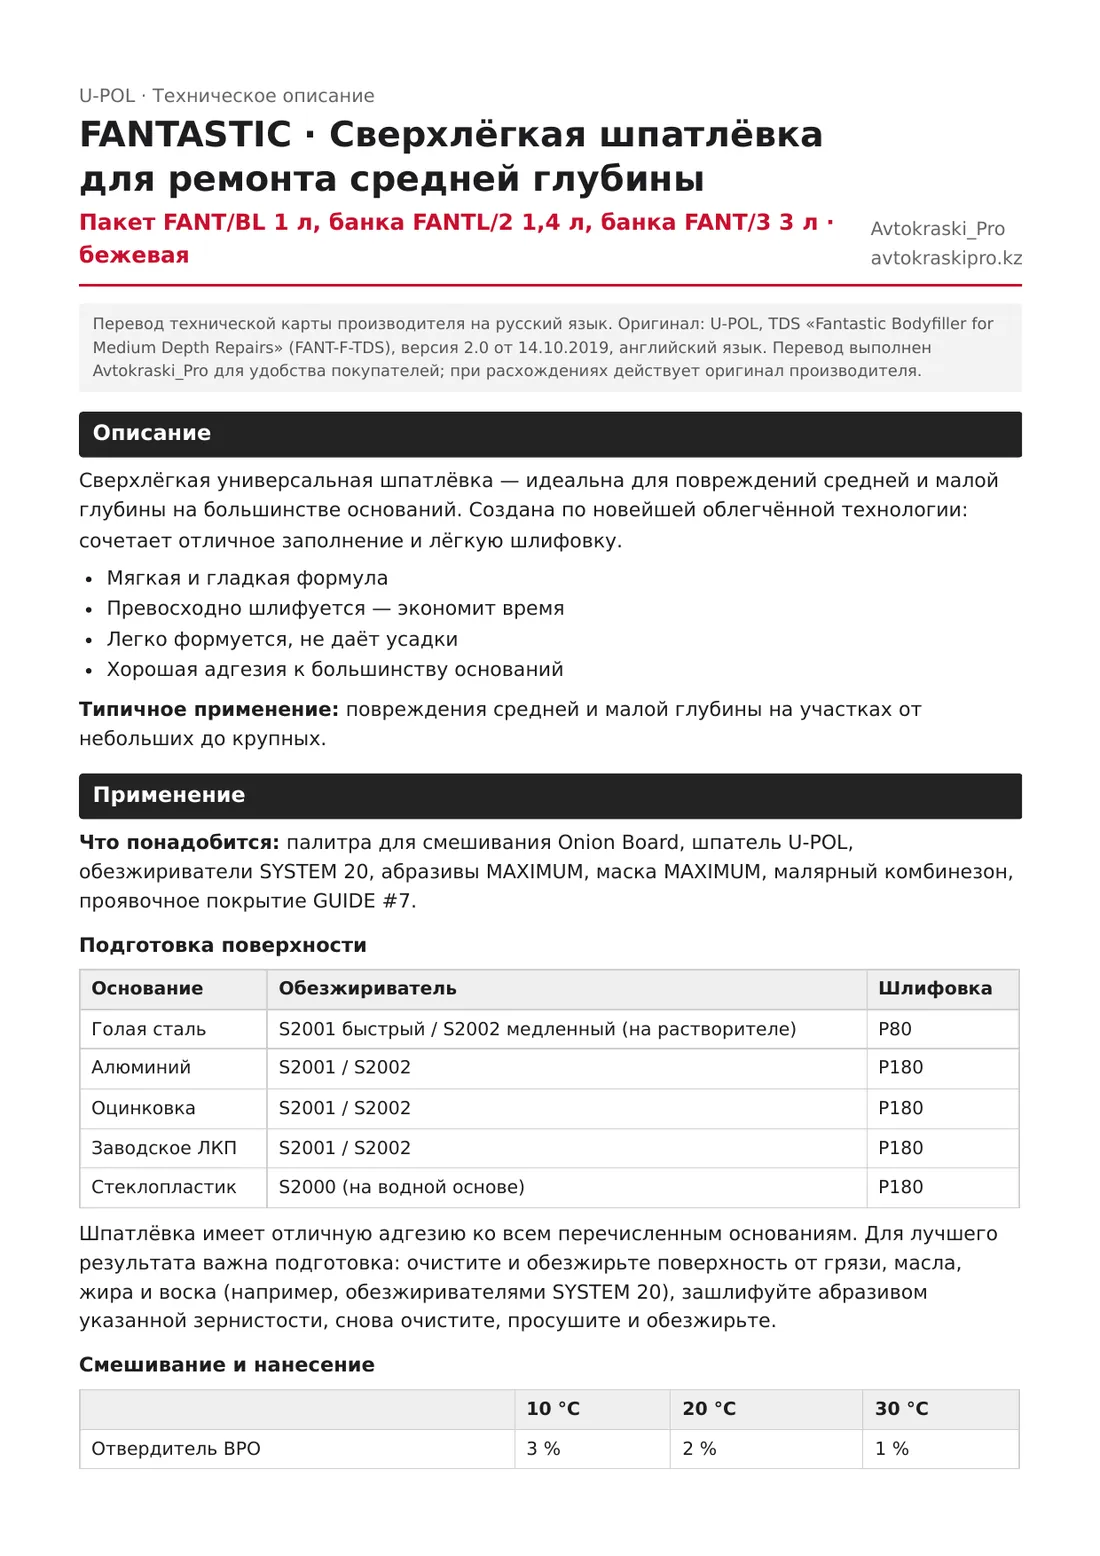 U-POL · Техническое описание
FANTASTIC · Сверхлёгкая шпатлёвка
для ремонта средней глубины
Пакет FANT/BL 1 л, банка FANTL/2 1,4 л, банка FANT/3 3 л ·
бежевая
Avtokraski_Pro
avtokraskipro.kz
Перевод технической карты производителя на русский язык. Оригинал: U-POL, TDS «Fantastic Bodyfiller for
Medium Depth Repairs» (FANT-F-TDS), версия 2.0 от 14.10.2019, английский язык. Перевод выполнен
Avtokraski_Pro для удобства покупателей; при расхождениях действует оригинал производителя.
Описание
Сверхлёгкая универсальная шпатлёвка — идеальна для повреждений средней и малой
глубины на большинстве оснований. Создана по новейшей облегчённой технологии:
сочетает отличное заполнение и лёгкую шлифовку.
• Мягкая и гладкая формула
• Превосходно шлифуется — экономит время
• Легко формуется, не даёт усадки
• Хорошая адгезия к большинству оснований
Типичное применение: повреждения средней и малой глубины на участках от
небольших до крупных.
Применение
Что понадобится: палитра для смешивания Onion Board, шпатель U-POL,
обезжириватели SYSTEM 20, абразивы MAXIMUM, маска MAXIMUM, малярный комбинезон,
проявочное покрытие GUIDE #7.
Подготовка поверхности
Основание Обезжириватель Шлифовка
Голая сталь S2001 быстрый / S2002 медленный (на растворителе) P80
Алюминий S2001 / S2002 P180
Оцинковка S2001 / S2002 P180
Заводское ЛКП S2001 / S2002 P180
Стеклопластик S2000 (на водной основе) P180
Шпатлёвка имеет отличную адгезию ко всем перечисленным основаниям. Для лучшего
результата важна подготовка: очистите и обезжирьте поверхность от грязи, масла,
жира и воска (например, обезжиривателями SYSTEM 20), зашлифуйте абразивом
указанной зернистости, снова очистите, просушите и обезжирьте.
Смешивание и нанесение
10 °C 20 °C 30 °C
Отвердитель BPO 3 % 2 % 1 %